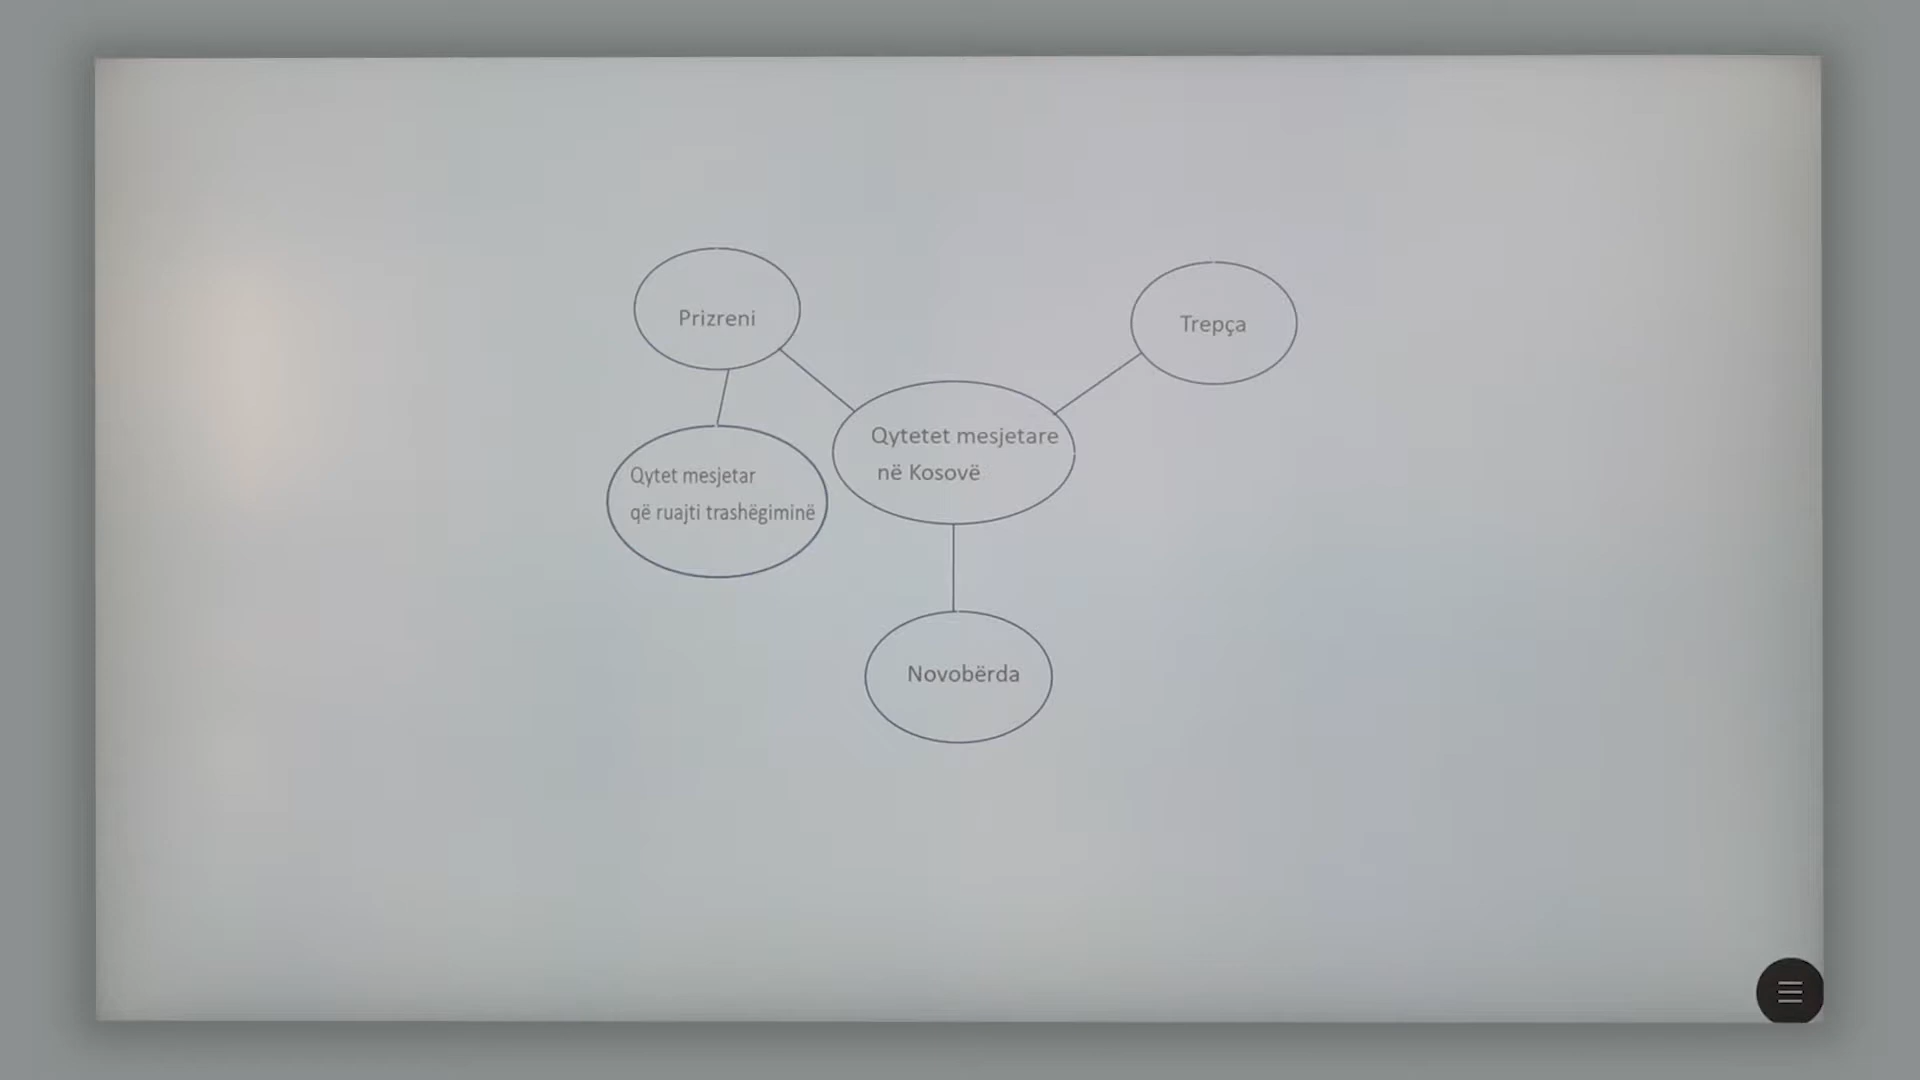 Prizreni
Trepça
Qytetet mesjetare
në Kosovë
Qytet mesjetar
që ruajti trashëgiminë
Novobërda